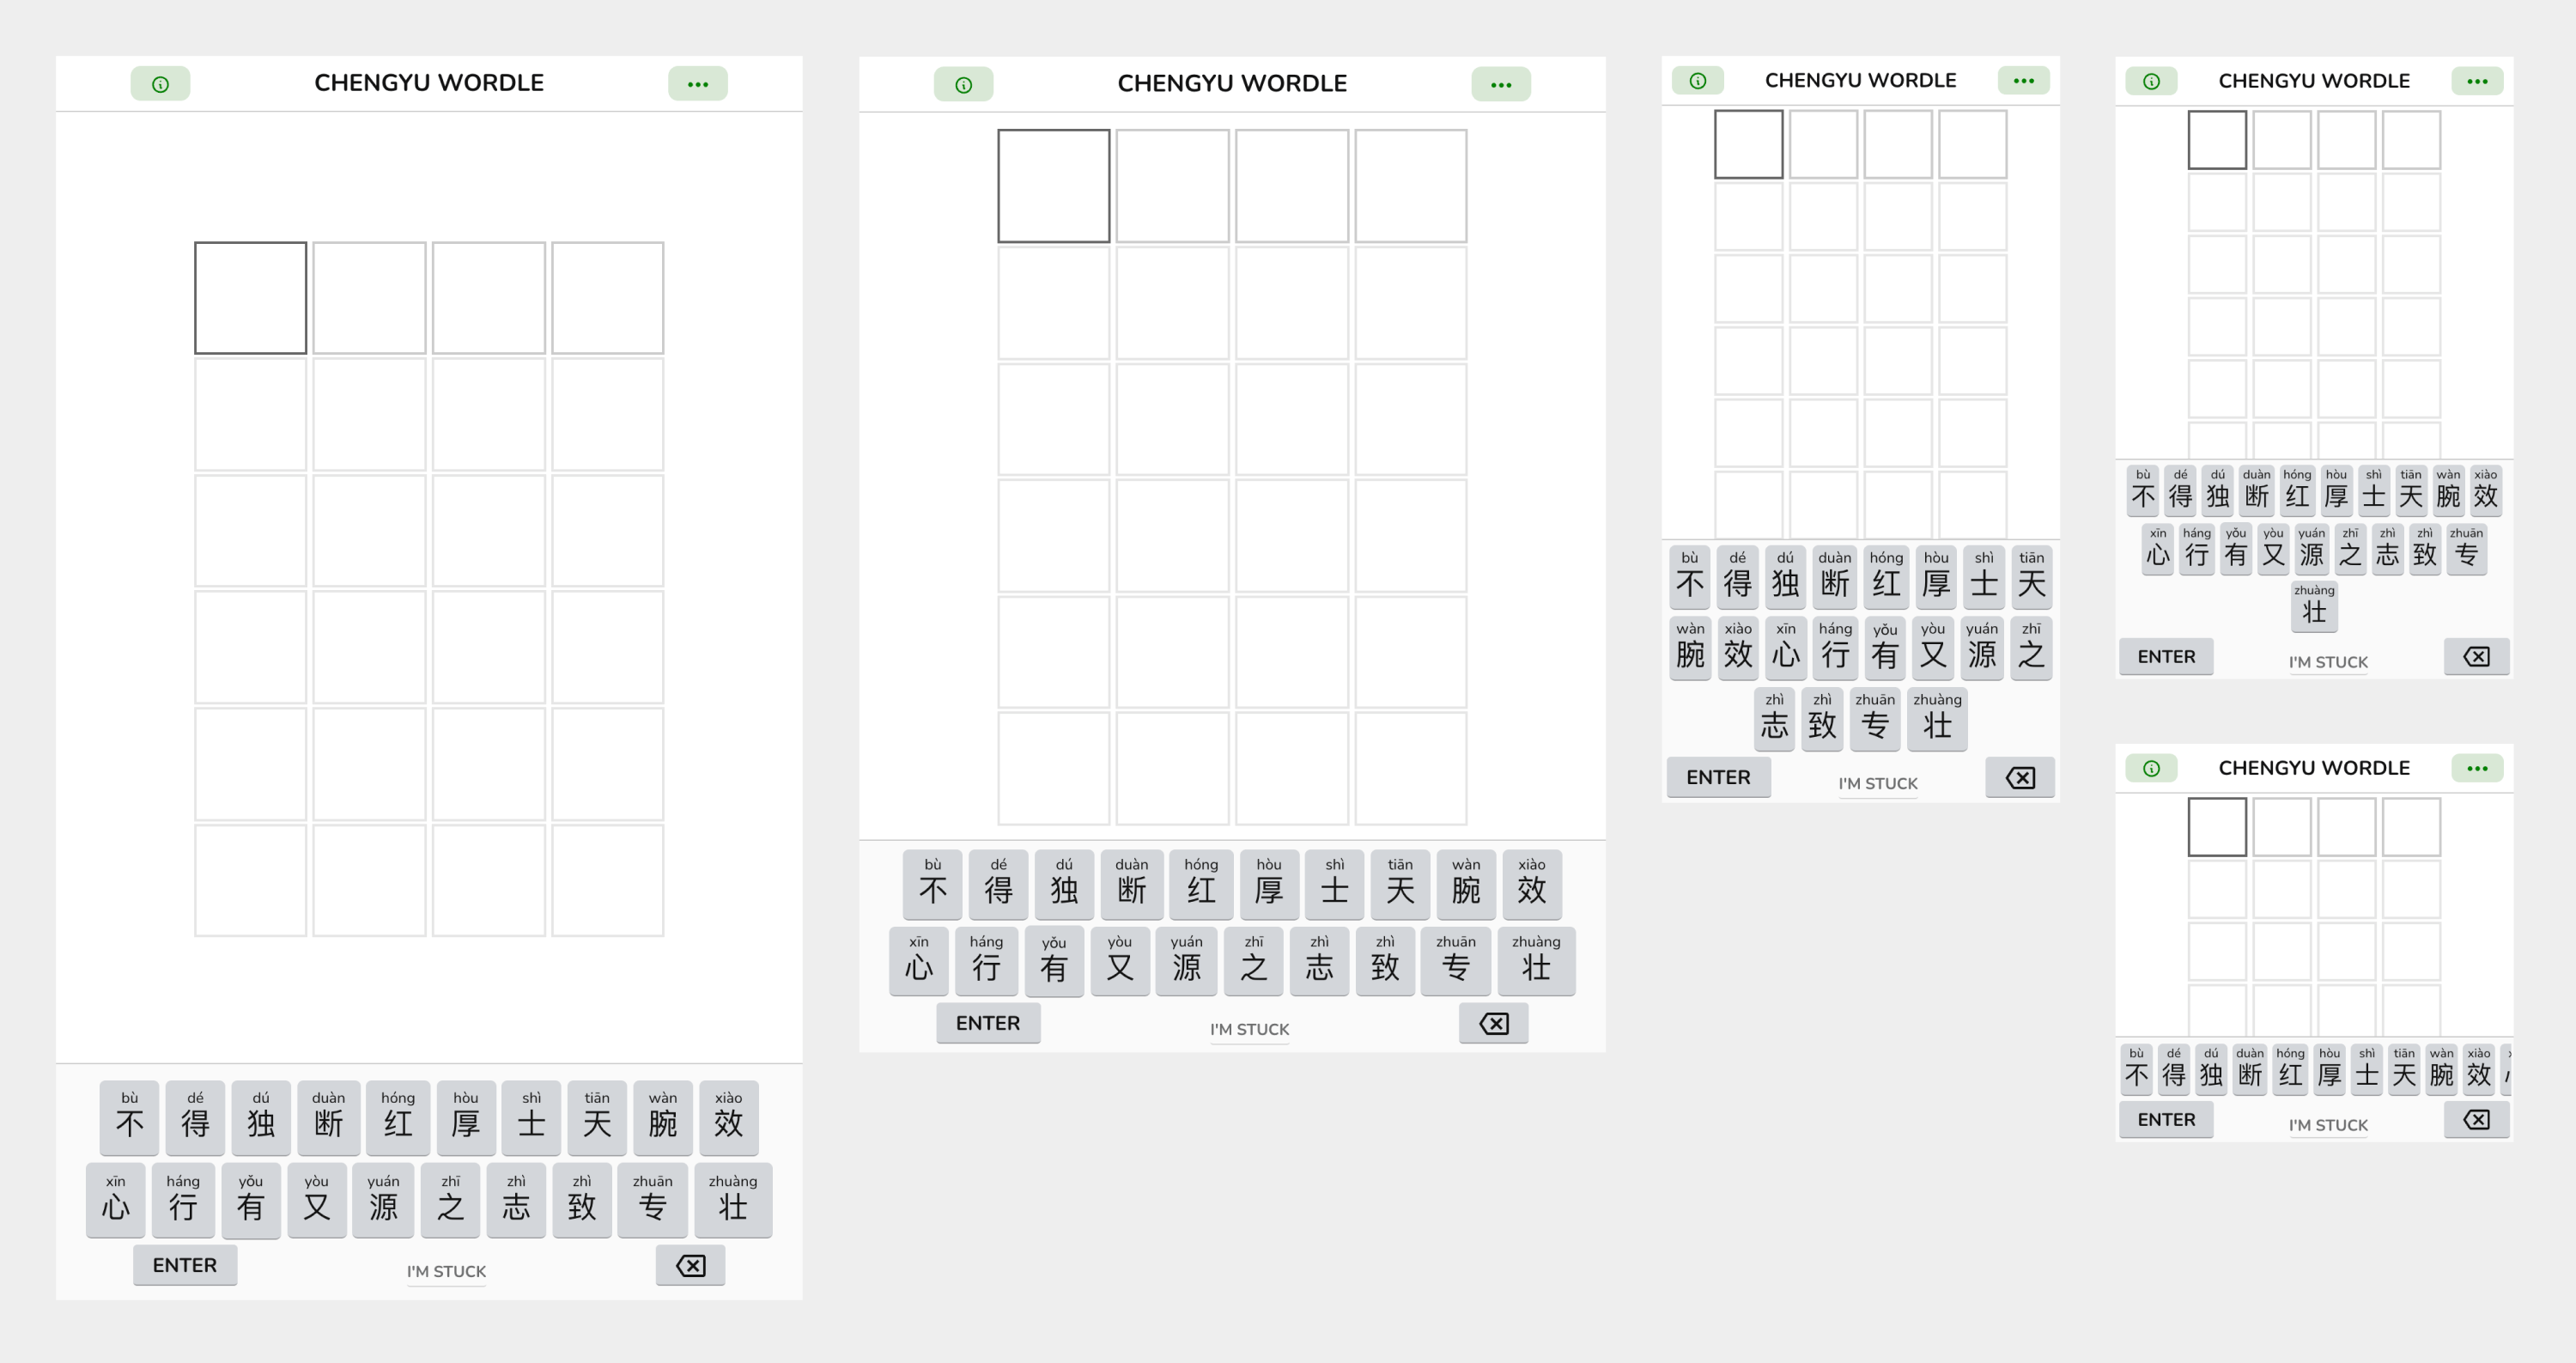 CHENGYU WORDLE
bù dé dú duàn hóng hòu shì tiān wàn xiào
不 得 独 断 红 厚 士 天 腕 效
xīn háng yǒu yòu yuán zhī zhì zhì zhuān zhuàng
心 行 有 又 源 之 志 致 专 壮
ENTER I'M STUCK
CHENGYU WORDLE
bù dé dú duàn hóng hòu shì tiān wàn xiào
不 得 独 断 红 厚 士 天 腕 效
xīn háng yǒu yòu yuán zhī zhì zhì zhuān zhuàng
心 行 有 又 源 之 志 致 专 壮
ENTER I'M STUCK
CHENGYU WORDLE
bù dé dú duàn hóng hòu shì tiān
不 得 独 断 红 厚 士 天
wàn xiào xīn háng yǒu yòu yuán zhī
腕 效 心 行 有 又 源 之
zhì zhì zhuān zhuàng
志 致 专 壮
ENTER I'M STUCK
CHENGYU WORDLE
bù dé dú duàn hóng hòu shì tiān wàn xiào
不 得 独 断 红 厚 士 天 腕 效
xīn háng yǒu yòu yuán zhī zhì zhì zhuān
心 行 有 又 源 之 志 致 专
zhuàng
壮
ENTER I'M STUCK
CHENGYU WORDLE
bù dé dú duàn hóng hòu shì tiān wàn xiào
不 得 独 断 红 厚 士 天 腕 效
ENTER I'M STUCK